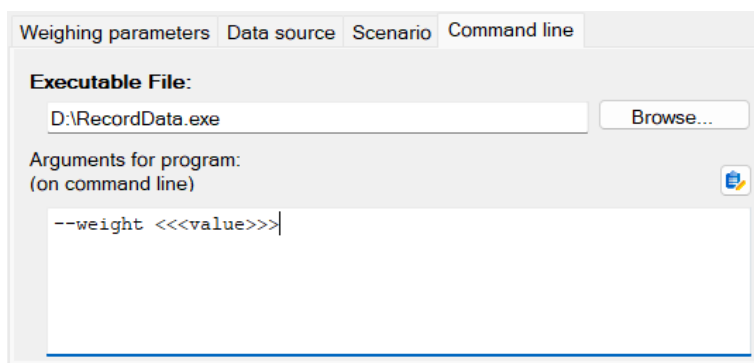 Weighing parameters Data source Scenario Command line
Executable File:
D:\RecordData.exe Browse...
Arguments for program:
(on command line)
--weight <<<value>>>